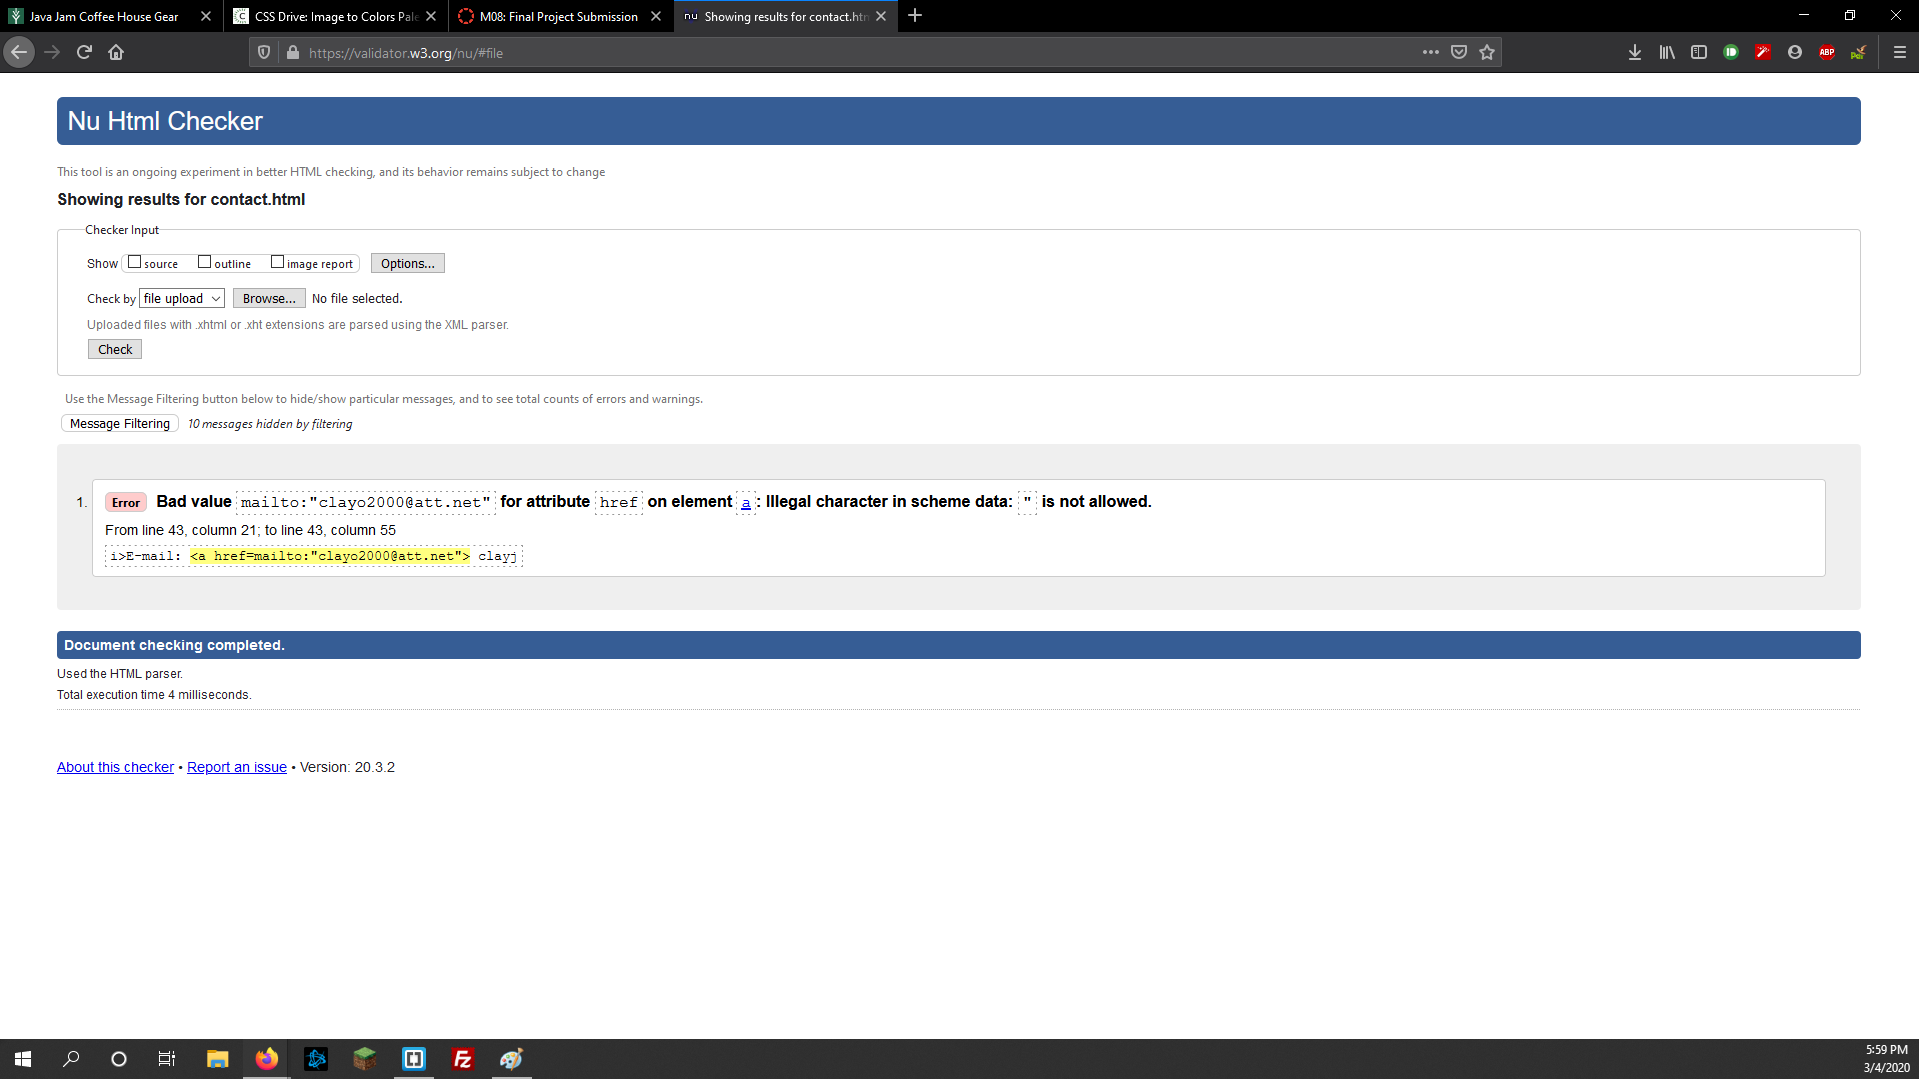 Java Jam Coffee House Gear
CSS Drive: Image to Colors Pale
M08: Final Project Submission
nu Showing results for contact.htm
https://validator.w3.org/nu/#file
ABP
Nu Html Checker
This tool is an ongoing experiment in better HTML checking, and its behavior remains subject to change
Showing results for contact.html
Checker Input
Show source outline image report Options...
Check by file upload Browse... No file selected.
Uploaded files with .xhtml or .xht extensions are parsed using the XML parser.
Check
Use the Message Filtering button below to hide/show particular messages, and to see total counts of errors and warnings.
Message Filtering 10 messages hidden by filtering
1. Error Bad value mailto:"clayo2000@att.net" for attribute href on element a: Illegal character in scheme data: " is not allowed.
From line 43, column 21; to line 43, column 55
i>E-mail: <a href=mailto:"clayo2000@att.net"> clayj
Document checking completed.
Used the HTML parser.
Total execution time 4 milliseconds.
About this checker • Report an issue • Version: 20.3.2
Fz
5:59 PM
3/4/2020